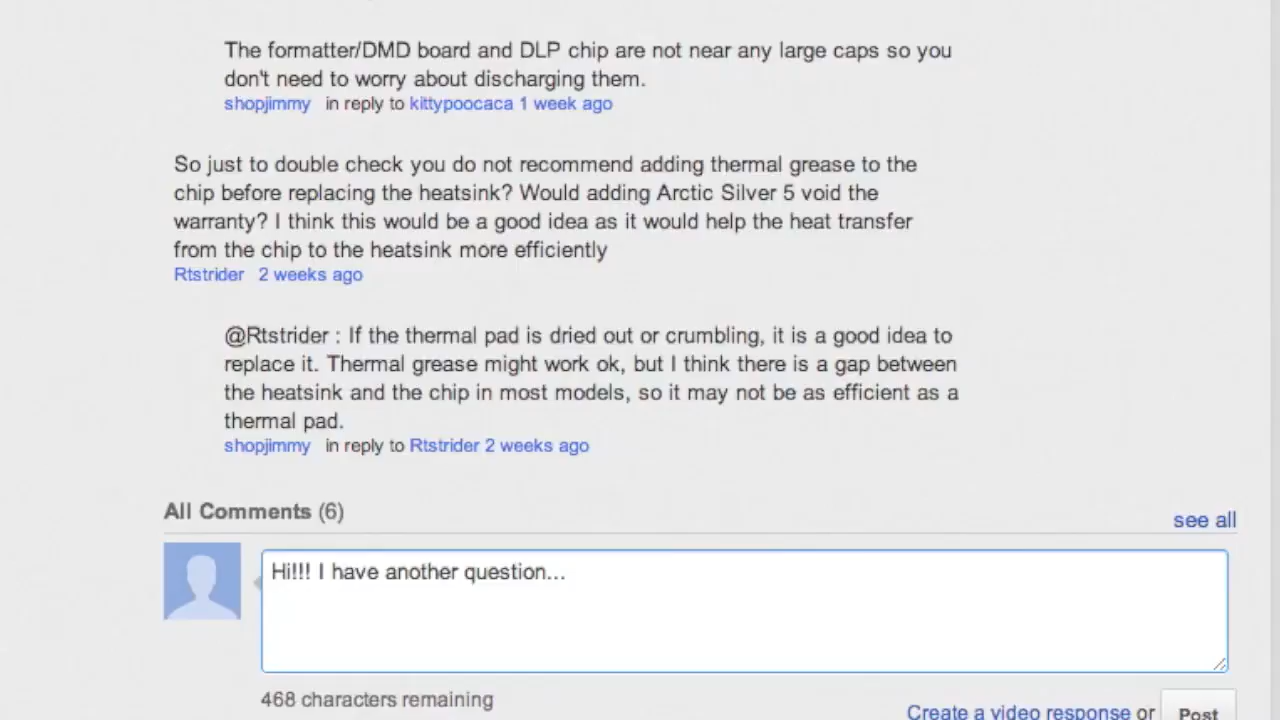 The formatter/DMD board and DLP chip are not near any large caps so you
don't need to worry about discharging them.
shopjimmy in reply to kittypoocaca 1 week ago
So just to double check you do not recommend adding thermal grease to the
chip before replacing the heatsink? Would adding Arctic Silver 5 void the
warranty? I think this would be a good idea as it would help the heat transfer
from the chip to the heatsink more efficiently
Rtstrider 2 weeks ago
@Rtstrider : If the thermal pad is dried out or crumbling, it is a good idea to
replace it. Thermal grease might work ok, but I think there is a gap between
the heatsink and the chip in most models, so it may not be as efficient as a
thermal pad.
shopjimmy in reply to Rtstrider 2 weeks ago
All Comments (6)
see all
Hi!!! I have another question...
468 characters remaining
Create a video response or Post